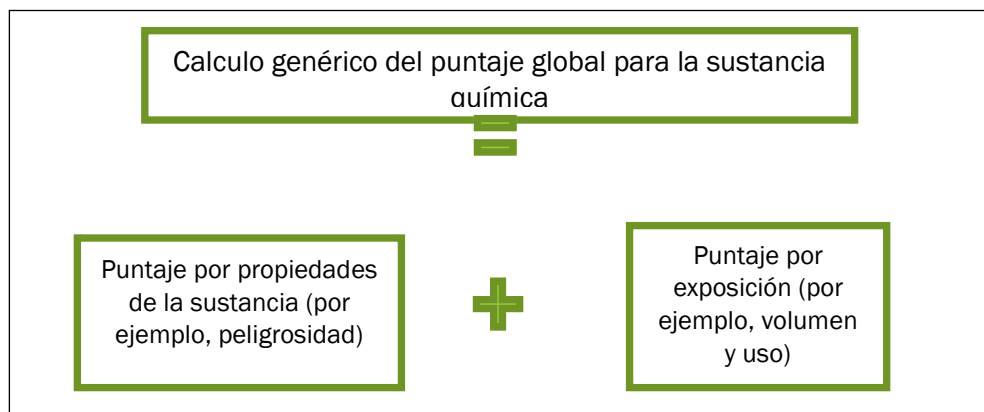 Calculo genérico del puntaje global para la sustancia
química
Puntaje por propiedades
de la sustancia (por
ejemplo, peligrosidad)
Puntaje por
exposición (por
ejemplo, volumen
y uso)